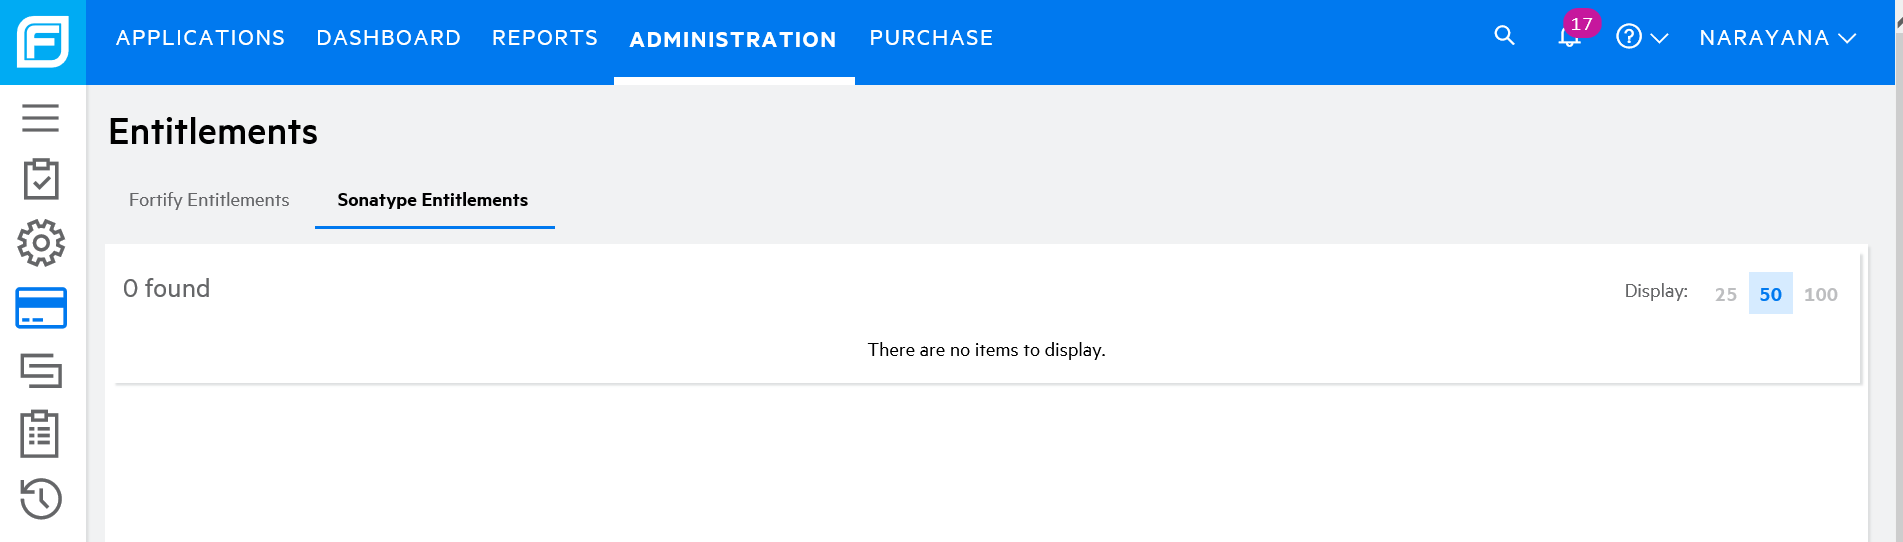 APPLICATIONS DASHBOARD REPORTS ADMINISTRATION PURCHASE 17 NARAYANA
Entitlements
Fortify Entitlements Sonatype Entitlements
0 found Display: 25 50 100
There are no items to display.